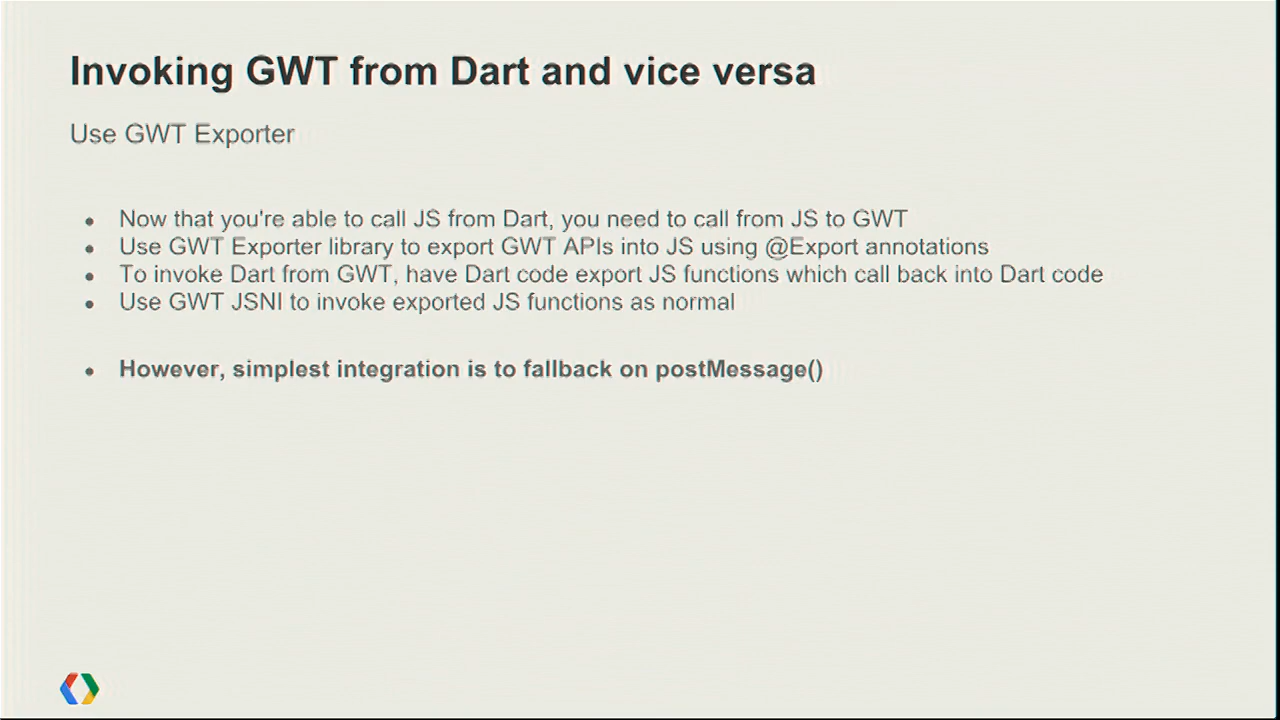 Invoking GWT from Dart and vice versa
Use GWT Exporter
• Now that you're able to call JS from Dart, you need to call from JS to GWT
• Use GWT Exporter library to export GWT APIs into JS using @Export annotations
• To invoke Dart from GWT, have Dart code export JS functions which call back into Dart code
• Use GWT JSNI to invoke exported JS functions as normal
• However, simplest integration is to fallback on postMessage()